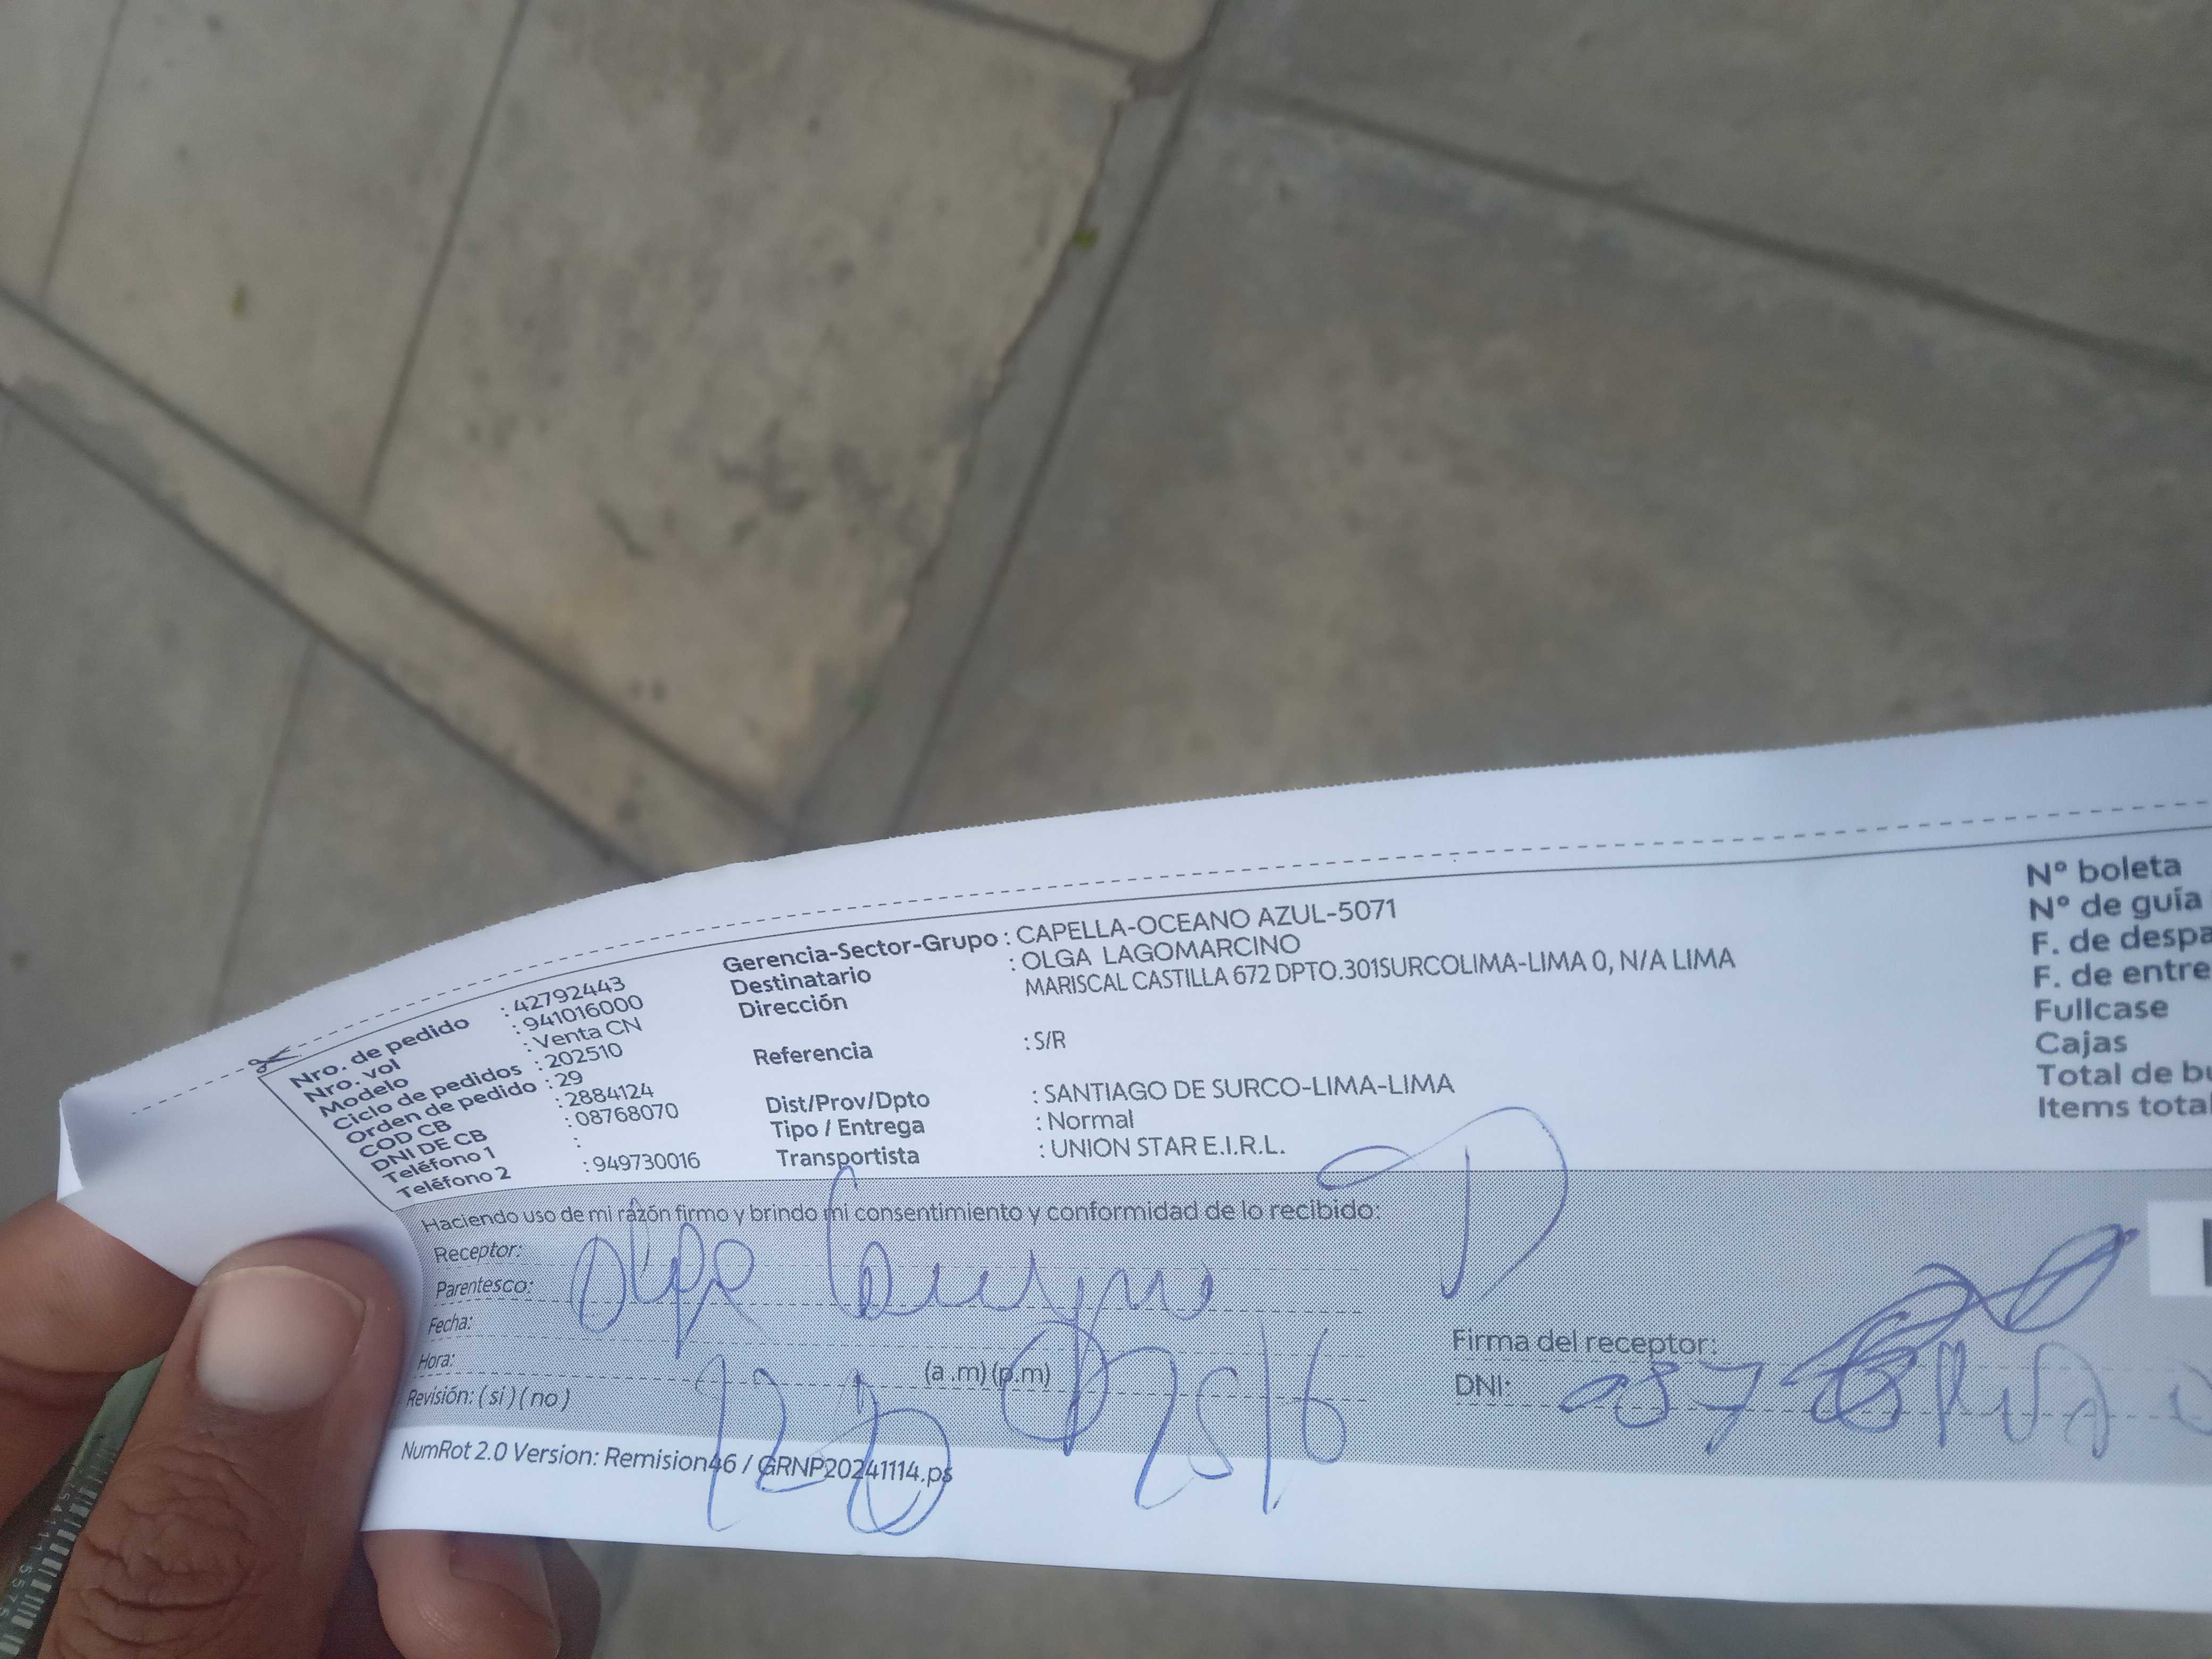 Nro. de pedido : 42792443
Nro. vol : 941016000
Modelo : Venta CN
Ciclo de pedidos : 202510
Orden de pedido : 29
COD CB : 2884124
DNI DE CB : 08768070
Teléfono 1 :
Teléfono 2 : 949730016
Gerencia-Sector-Grupo : CAPELLA-OCEANO AZUL-5071
Destinatario : OLGA LAGOMARCINO
Dirección MARISCAL CASTILLA 672 DPTO.301SURCOLIMA-LIMA 0, N/A LIMA
Referencia : S/R
Dist/Prov/Dpto : SANTIAGO DE SURCO-LIMA-LIMA
Tipo / Entrega : Normal
Transportista : UNION STAR E.I.R.L.
N° boleta
N° de guía
F. de despa
F. de entre
Fullcase
Cajas
Total de bu
Items total
Haciendo uso de mi razón firmo y brindo mi consentimiento y conformidad de lo recibido:
Receptor: Olga
Parentesco:
Fecha:
Hora: (a .m) (p.m)
Revisión: ( si ) ( no )
Firma del receptor:
DNI:
NumRot 2.0 Version: Remision46 / GRNP20241114.ps